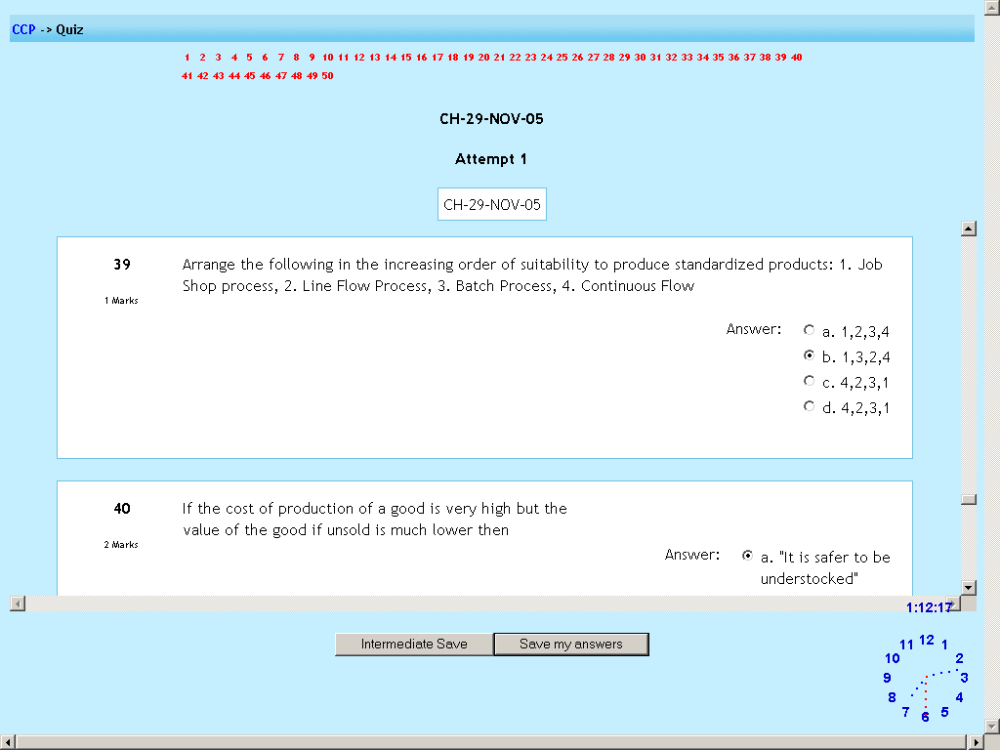 CCP -> Quiz
1 2 3 4 5 6 7 8 9 10 11 12 13 14 15 16 17 18 19 20 21 22 23 24 25 26 27 28 29 30 31 32 33 34 35 36 37 38 39 40
41 42 43 44 45 46 47 48 49 50
CH-29-NOV-05
Attempt 1
CH-29-NOV-05
39
1 Marks
Arrange the following in the increasing order of suitability to produce standardized products: 1. Job
Shop process, 2. Line Flow Process, 3. Batch Process, 4. Continuous Flow
Answer:
a. 1,2,3,4
b. 1,3,2,4
c. 4,2,3,1
d. 4,2,3,1
40
2 Marks
If the cost of production of a good is very high but the
value of the good if unsold is much lower then
Answer:
a. "It is safer to be
understocked"
1:12:17
Intermediate Save
Save my answers
12
1
2
3
4
5
6
7
8
9
10
11